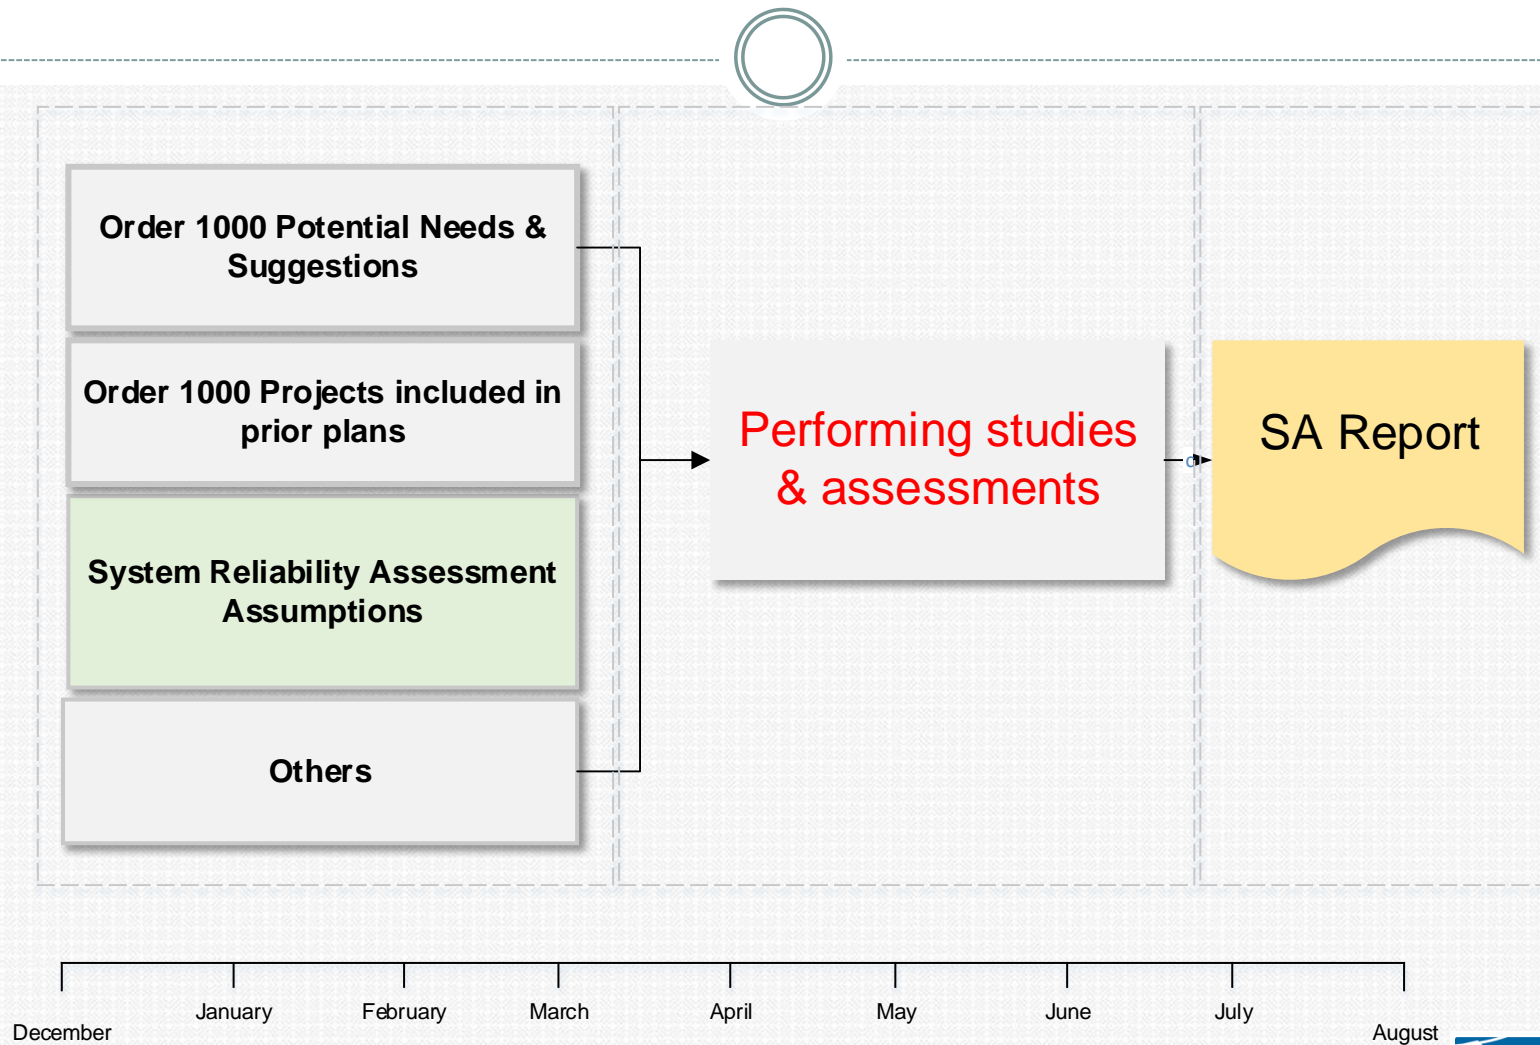 Order 1000 Potential Needs &
Suggestions
Order 1000 Projects included in
prior plans
System Reliability Assessment
Assumptions
Others
Performing studies
& assessments
SA Report
December
January
February
March
April
May
June
July
August